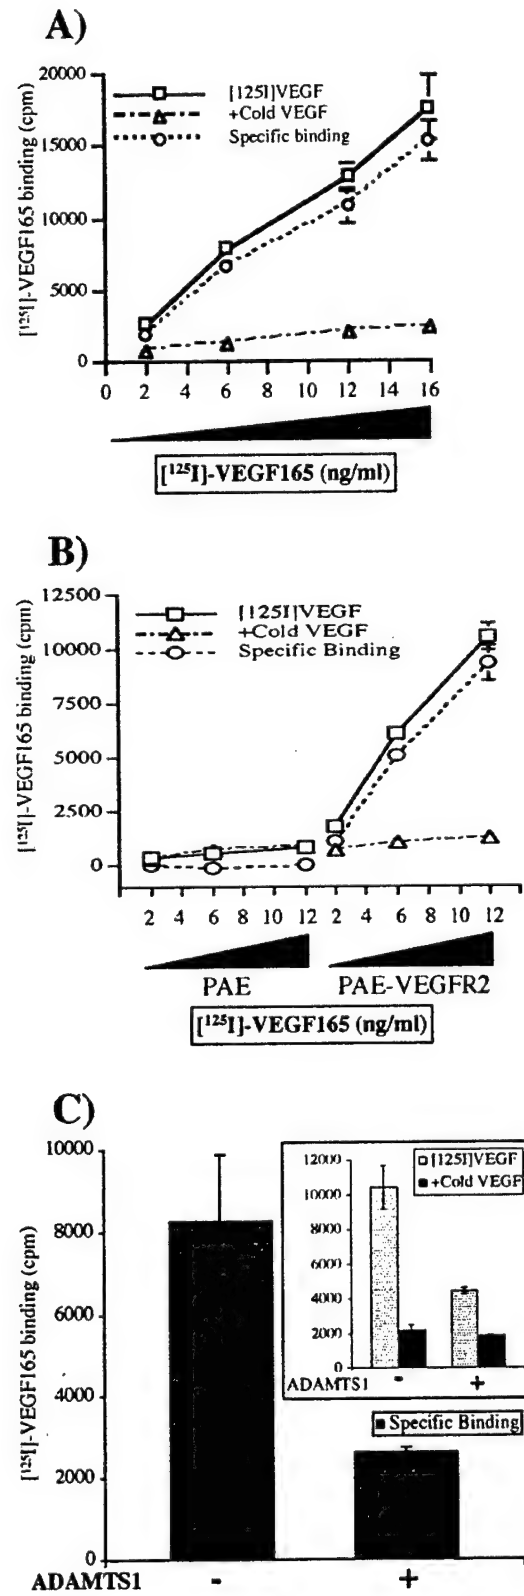 A)
[125I]VEGF
+Cold VEGF
Specific binding
[¹²⁵I]-VEGF165 binding (cpm)
20000
15000
10000
5000
0
0 2 4 6 8 10 12 14 16
[¹²⁵I]-VEGF165 (ng/ml)
B)
[125I]VEGF
+Cold VEGF
Specific Binding
[¹²⁵I]-VEGF165 binding (cpm)
12500
10000
7500
5000
2500
0
2 4 6 8 10 12 2 4 6 8 10 12
PAE PAE-VEGFR2
[¹²⁵I]-VEGF165 (ng/ml)
C)
[¹²⁵I]-VEGF165 binding (cpm)
10000
8000
6000
4000
2000
0
[125I]VEGF
+Cold VEGF
12000
10000
8000
6000
4000
2000
0
ADAMTS1 - +
Specific Binding
ADAMTS1 - +